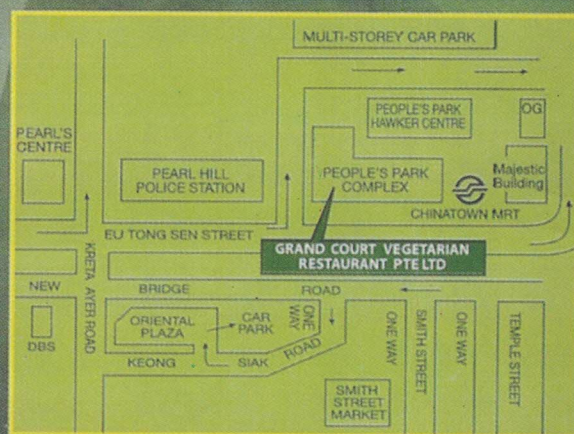 MULTI-STOREY CAR PARK
PEOPLE'S PARK
HAWKER CENTRE
OG
PEARL'S
CENTRE
PEARL HILL
POLICE STATION
PEOPLE'S PARK
COMPLEX
Majestic
Building
CHINATOWN MRT
EU TONG SEN STREET
GRAND COURT VEGETARIAN
RESTAURANT PTE LTD
KRETA AYER ROAD
NEW BRIDGE ROAD
DBS
ORIENTAL
PLAZA
CAR
PARK
ONE
WAY
KEONG SIAK ROAD
ONE WAY
SMITH STREET
ONE WAY
TEMPLE STREET
SMITH
STREET
MARKET